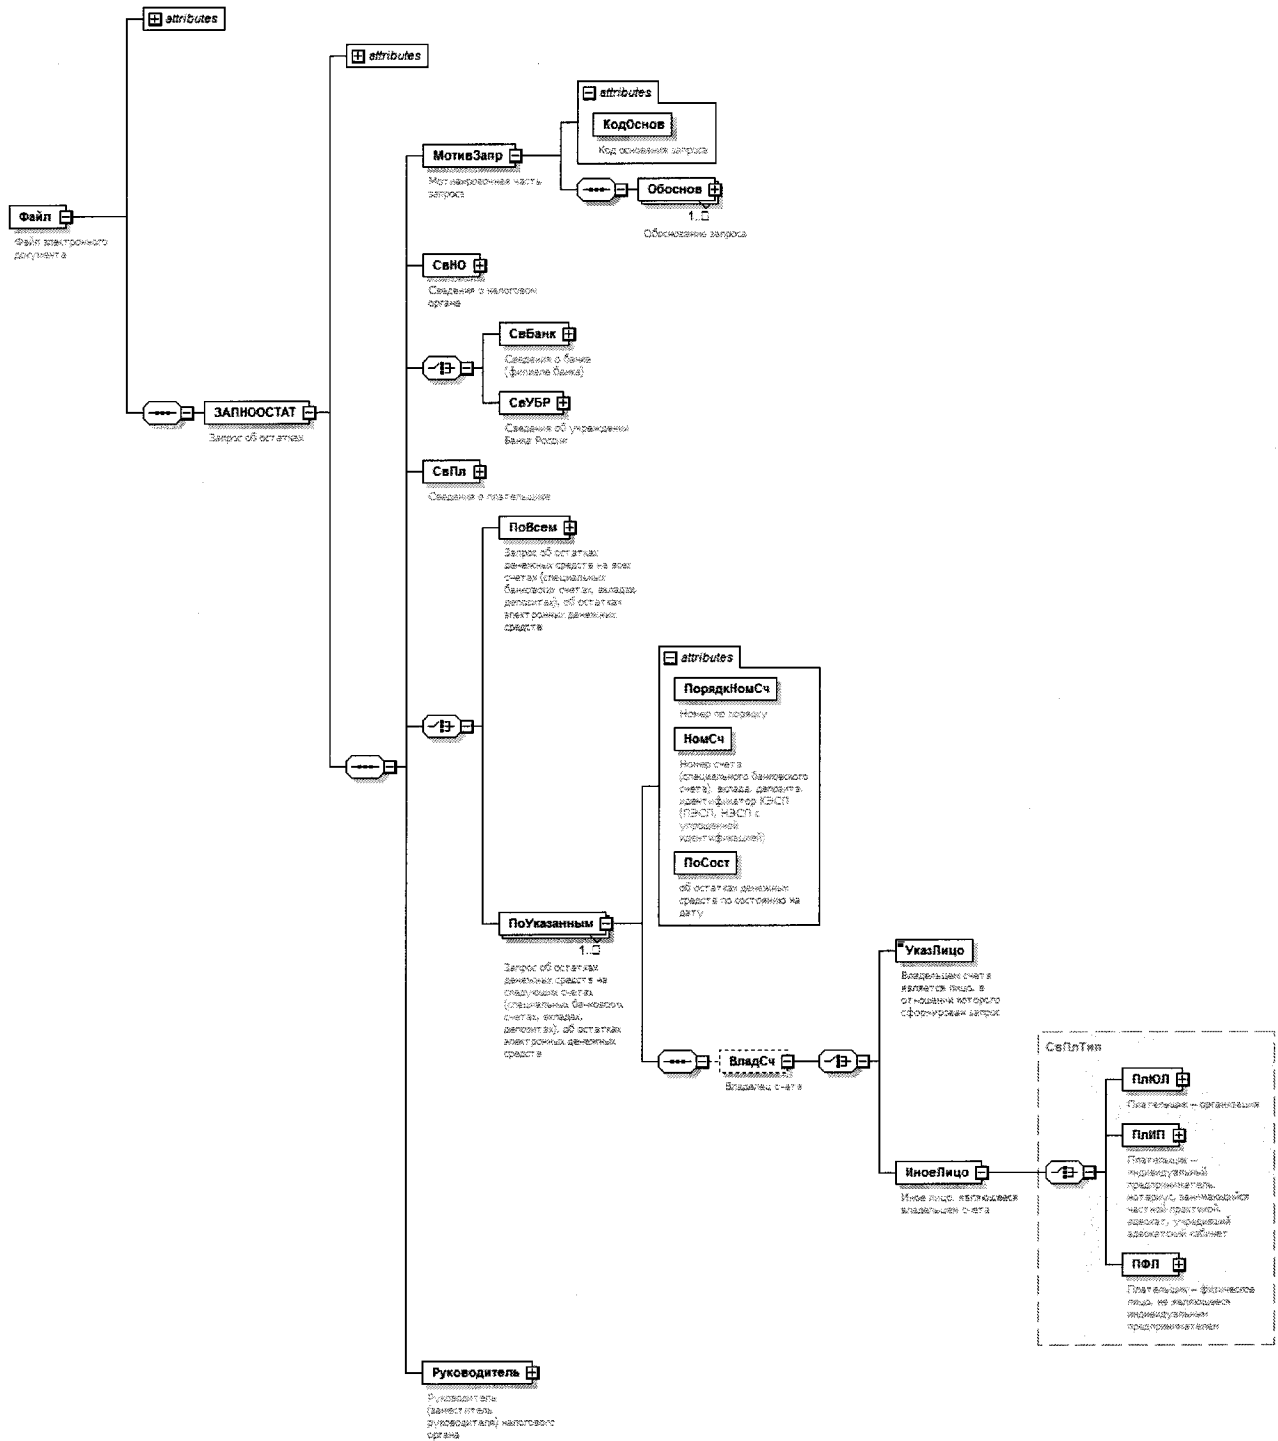 attributes
attributes
attributes
КодОснов
Код основания запроса
МотивЗапр
Мотивировочная часть
запроса
Обоснов
1..
Обоснование запроса
Файл
Файл электронного
документа
СвНО
Сведения о налоговом
органе
СвБанк
Сведения о банке
(филиале банка)
СвУБР
Сведения об учреждении
Банка России
ЗАПНООСТАТ
Запрос об остатках
СвПл
Сведения о плательщике
ПоВсем
Запрос об остатках
денежных средств на всех
счетах (специальных
банковских счетах, вкладах,
депозитах), об остатках
электронных денежных
средств
attributes
ПорядкНомСч
Номер по порядку
НомСч
Номер счета
(специального банковского
счета), вклада, депозита,
идентификатор КЭСП
(ПЭСП, НЭСП с
упрощенной
идентификацией)
ПоСост
об остатках денежных
средств по состоянию на
дату
ПоУказанным
1..
Запрос об остатках
денежных средств на
следующих счетах
(специальных банковских
счетах, вкладах,
депозитах), об остатках
электронных денежных
средств
УказЛицо
Владельцем счета
является лицо, в
отношении которого
сформирован запрос
ВладСч
Владелец счета
СвПлТип
ПлЮЛ
Плательщик – организация
ПлИП
Плательщик –
индивидуальный
предприниматель,
нотариус, занимающийся
частной практикой,
адвокат, учредивший
адвокатский кабинет
ИноеЛицо
Иное лицо, являющееся
владельцем счета
ПФЛ
Плательщик – физическое
лицо, не являющееся
индивидуальным
предпринимателем
Руководитель
Руководитель
(заместитель
руководителя) налогового
органа